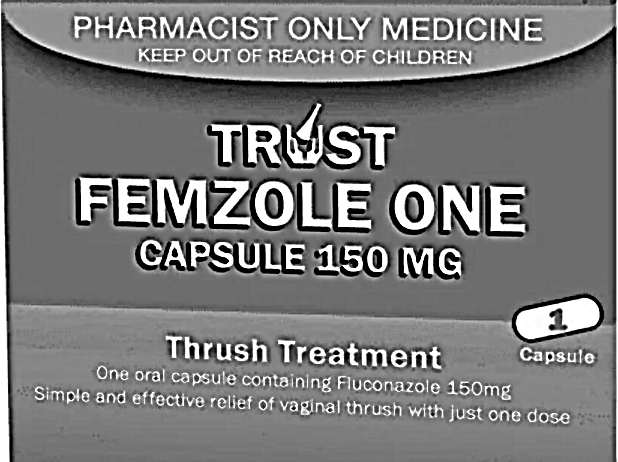 PHARMACIST ONLY MEDICINE
KEEP OUT OF REACH OF CHILDREN
TRUST
FEMZOLE ONE
CAPSULE 150 MG
1
Capsule
Thrush Treatment
One oral capsule containing Fluconazole 150mg
Simple and effective relief of vaginal thrush with just one dose